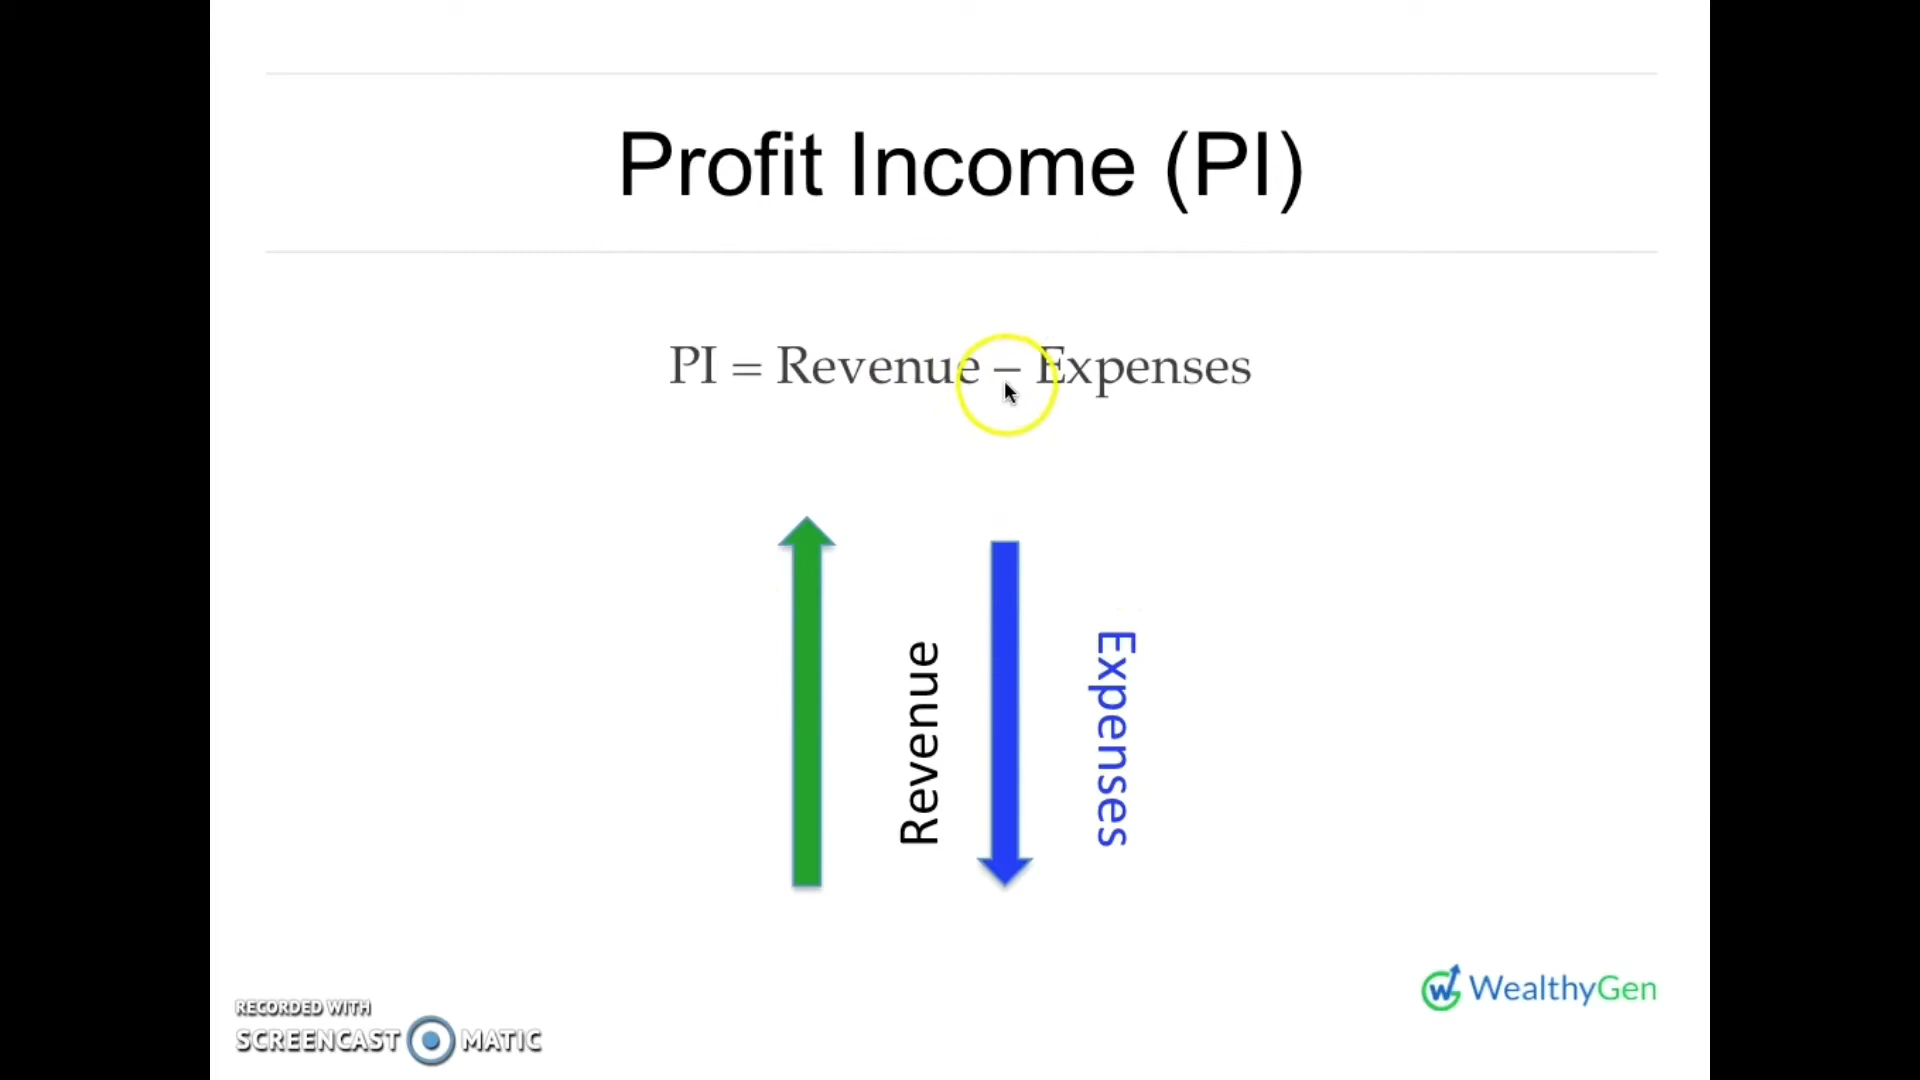 Profit Income (PI)
PI = Revenue – Expenses
Revenue
Expenses
WealthyGen
RECORDED WITH
SCREENCAST MATIC